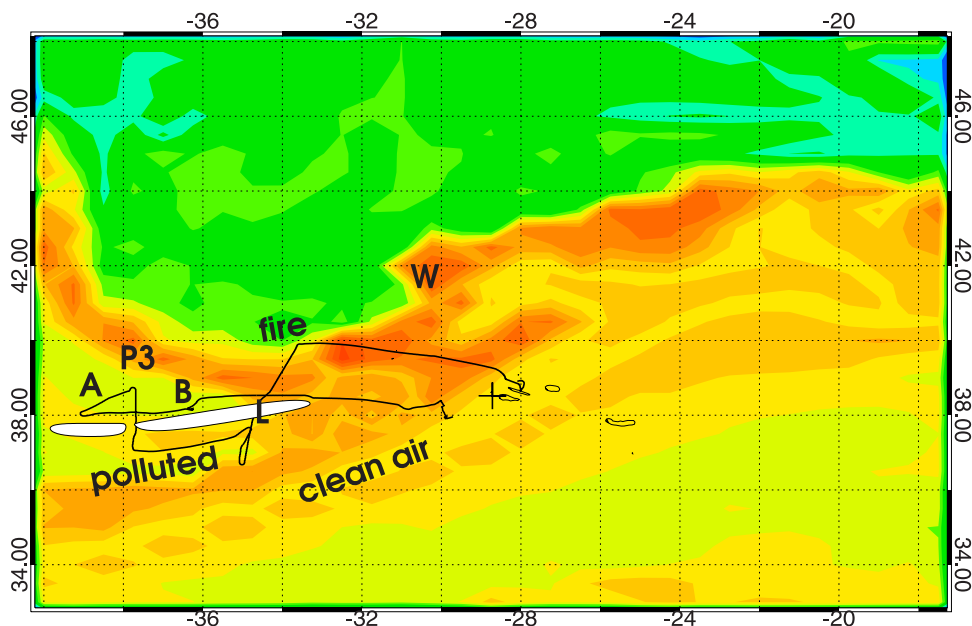 -36 -32 -28 -24 -20
46.00 46.00
42.00 42.00
W
fire
P3
A B
38.00 L 38.00
polluted clean air
34.00 34.00
-36 -32 -28 -24 -20